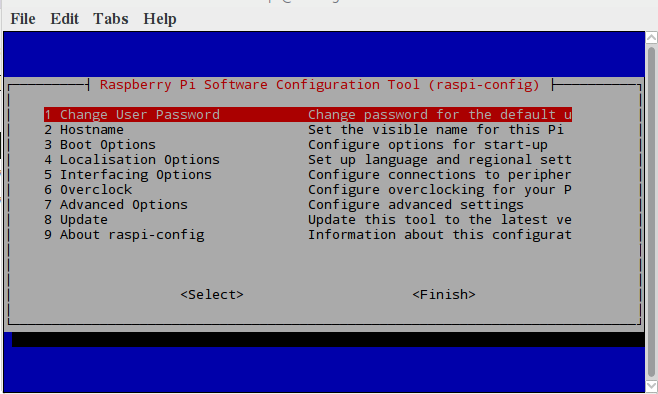 File Edit Tabs Help
Raspberry Pi Software Configuration Tool (raspi-config)
1 Change User Password Change password for the default u
2 Hostname Set the visible name for this Pi
3 Boot Options Configure options for start-up
4 Localisation Options Set up language and regional sett
5 Interfacing Options Configure connections to peripher
6 Overclock Configure overclocking for your P
7 Advanced Options Configure advanced settings
8 Update Update this tool to the latest ve
9 About raspi-config Information about this configurat
<Select> <Finish>